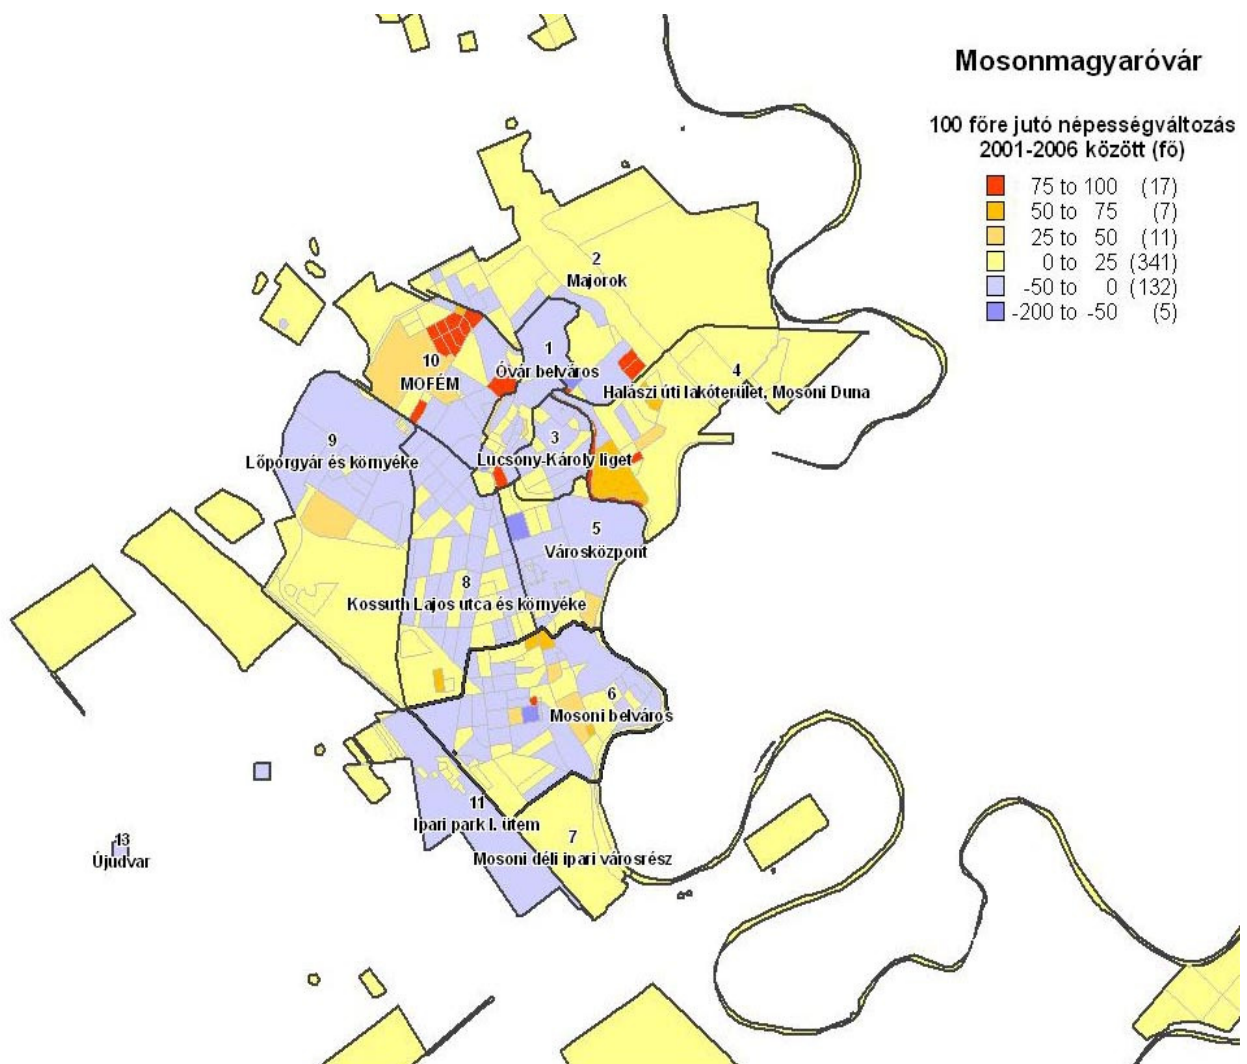 Mosonmagyaróvár
100 főre jutó népességváltozás
2001-2006 között (fő)
75 to 100 (17)
50 to 75 (7)
25 to 50 (11)
0 to 25 (341)
-50 to 0 (132)
-200 to -50 (5)
2
Majorok
1
Óvár belváros
10
MOFÉM
4
Halászi úti lakóterület, Mosoni Duna
3
Lucsony-Károly liget
9
Lőporgyár és környéke
5
Városközpont
8
Kossuth Lajos utca és környéke
6
Mosoni belváros
11
Ipari park I. ütem
7
Mosoni déli ipari városrész
13
Újudvar